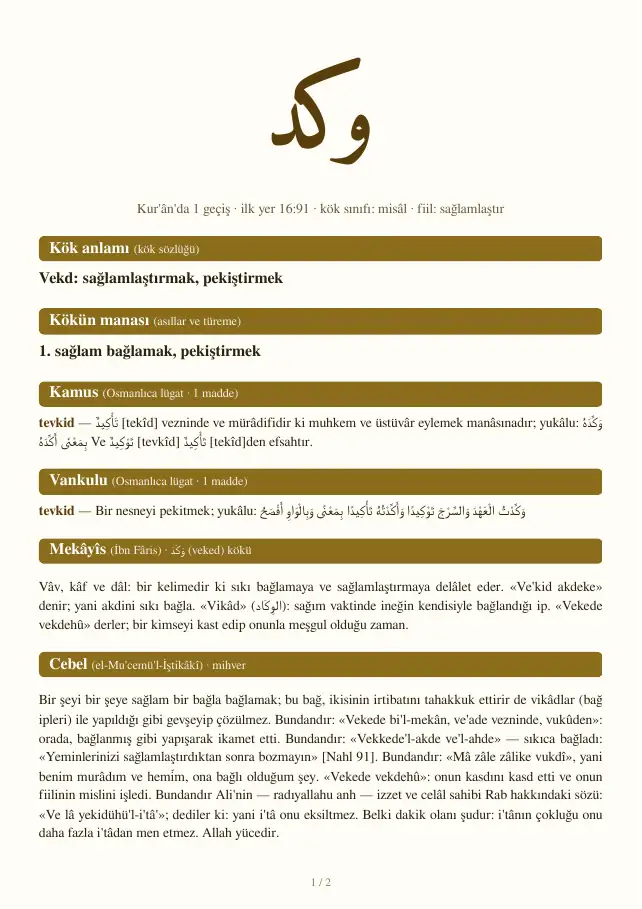 وكد
Kur'ân'da 1 geçiş · ilk yer 16:91 · kök sınıfı: misâl · fiil: sağlamlaştır
Kök anlamı (kök sözlüğü)
Vekd: sağlamlaştırmak, pekiştirmek
Kökün manası (asıllar ve türeme)
1. sağlam bağlamak, pekiştirmek
Kamus (Osmanlıca lügat · 1 madde)
tevkid — تَأْكِيدٌ [tekîd] vezninde ve mürâdifidir ki muhkem ve üstüvâr eylemek manâsınadır; yukâlu: وَكَّدَهُ
بِمَعْنَى أَكَّدَهُ Ve تَوْكِيدٌ [tevkîd] تَأْكِيدٌ [tekîd]den efsahtır.
Vankulu (Osmanlıca lügat · 1 madde)
tevkid — Bir nesneyi pekitmek; yukâlu: وَكَّدْتُ الْعَهْدَ وَالسَّرْجَ تَوْكِيدًا وَأَكَّدْتُهُ تَأْكِيدًا بِمَعْنًى وَبِالْوَاوِ أَفْصَحُ
Mekâyîs (İbn Fâris) · وَكَدَ (veked) kökü
Vâv, kâf ve dâl: bir kelimedir ki sıkı bağlamaya ve sağlamlaştırmaya delâlet eder. «Ve'kid akdeke»
denir; yani akdini sıkı bağla. «Vikâd» (الوِكَاد): sağım vaktinde ineğin kendisiyle bağlandığı ip. «Vekede
vekdehû» derler; bir kimseyi kast edip onunla meşgul olduğu zaman.
Cebel (el-Mu'cemü'l-İştikâkî) · mihver
Bir şeyi bir şeye sağlam bir bağla bağlamak; bu bağ, ikisinin irtibatını tahakkuk ettirir de vikâdlar (bağ
ipleri) ile yapıldığı gibi gevşeyip çözülmez. Bundandır: «Vekede bi'l-mekân, ve'ade vezninde, vukûden»:
orada, bağlanmış gibi yapışarak ikamet etti. Bundandır: «Vekkede'l-akde ve'l-ahde» — sıkıca bağladı:
«Yeminlerinizi sağlamlaştırdıktan sonra bozmayın» [Nahl 91]. Bundandır: «Mâ zâle zâlike vukdî», yani
benim murâdım ve hemîm, ona bağlı olduğum şey. «Vekede vekdehû»: onun kasdını kasd etti ve onun
fiilinin mislini işledi. Bundandır Ali'nin — radıyallahu anh — izzet ve celâl sahibi Rab hakkındaki sözü:
«Ve lâ yekidühü'l-i'tâ'»; dediler ki: yani i'tâ onu eksiltmez. Belki dakik olanı şudur: i'tânın çokluğu onu
daha fazla i'tâdan men etmez. Allah yücedir.
1 / 2